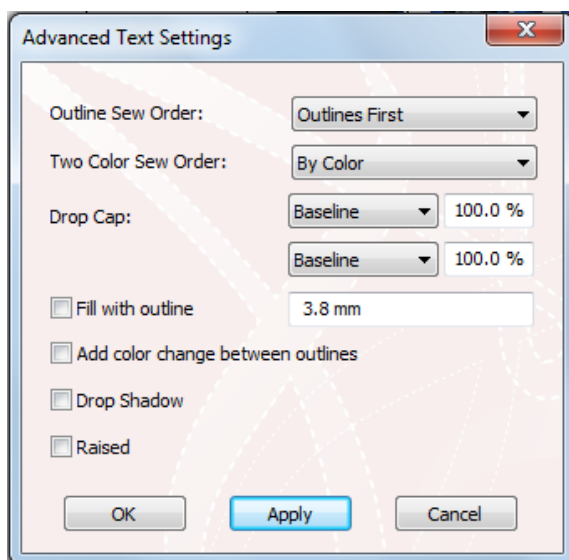 Advanced Text Settings
Outline Sew Order: Outlines First
Two Color Sew Order: By Color
Drop Cap: Baseline 100.0 %
Baseline 100.0 %
Fill with outline 3.8 mm
Add color change between outlines
Drop Shadow
Raised
OK Apply Cancel